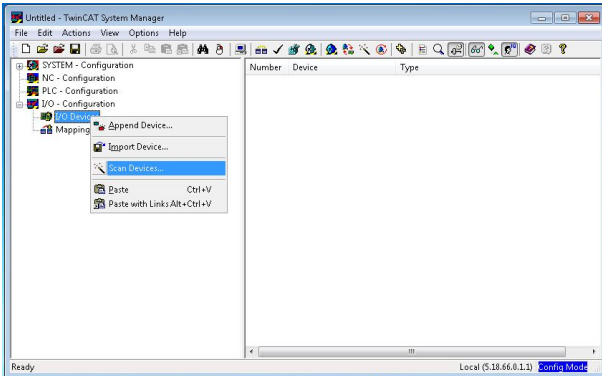 Untitled - TwinCAT System Manager
File Edit Actions View Options Help
SYSTEM - Configuration
NC - Configuration
PLC - Configuration
I/O - Configuration
I/O Devices
Mapping
Number Device Type
Append Device...
Import Device...
Scan Devices...
Paste Ctrl+V
Paste with Links Alt+Ctrl+V
Ready
Local (5.18.66.0.1.1) Config Mode